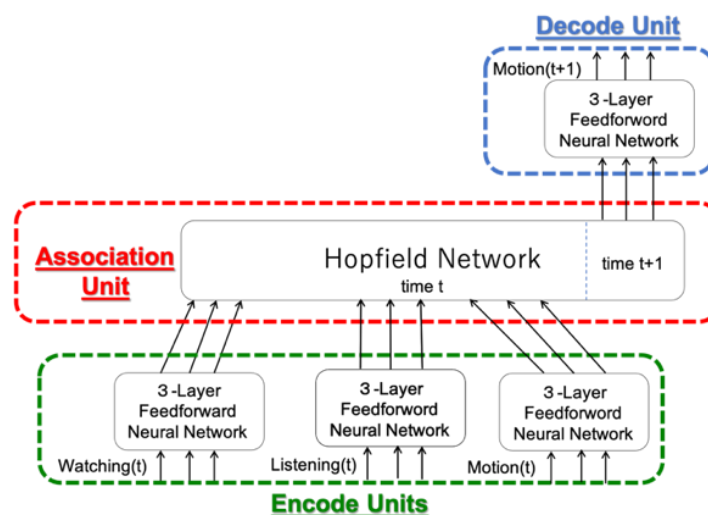 Decode Unit
Motion(t+1)
3-Layer
Feedforword
Neural Network
Association
Unit
Hopfield Network
time t
time t+1
3-Layer
Feedforward
Neural Network
3-Layer
Feedforword
Neural Network
3-Layer
Feedforword
Neural Network
Watching(t)
Listening(t)
Motion(t)
Encode Units